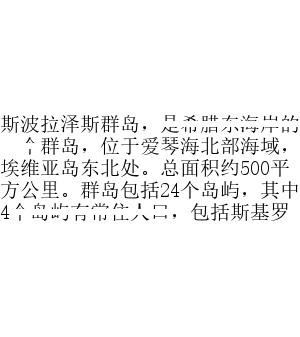 斯波拉泽斯群岛，是希腊东海岸的
个群岛，位于爱琴海北部海域，
埃维亚岛东北处。总面积约500平
方公里。群岛包括24个岛屿，其中
4个岛屿有常住人口，包括斯基罗